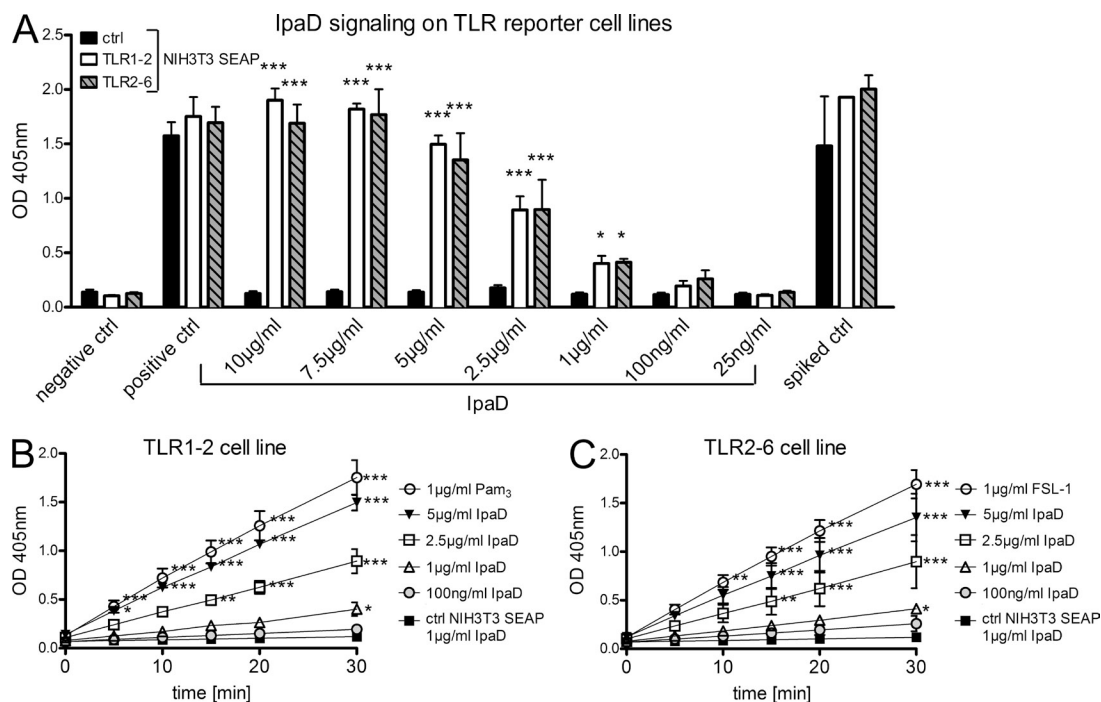 A
IpaD signaling on TLR reporter cell lines
ctrl
TLR1-2
TLR2-6
NIH3T3 SEAP
OD 405nm
2.5
2.0
1.5
1.0
0.5
0.0
*** ***
*** ***
*** ***
*** ***
* *
negative ctrl
positive ctrl
10µg/ml
7.5µg/ml
5µg/ml
2.5µg/ml
1µg/ml
100ng/ml
25ng/ml
spiked ctrl
IpaD
B
TLR1-2 cell line
OD 405nm
2.0
1.5
1.0
0.5
0.0
*** *** *** *** ***
* *** *** *** ***
** *** ***
*
0 10 20 30
time [min]
1µg/ml Pam3
5µg/ml IpaD
2.5µg/ml IpaD
1µg/ml IpaD
100ng/ml IpaD
ctrl NIH3T3 SEAP
1µg/ml IpaD
C
TLR2-6 cell line
OD 405nm
2.0
1.5
1.0
0.5
0.0
** *** *** ***
*** *** ***
** *** ***
*
0 10 20 30
time [min]
1µg/ml FSL-1
5µg/ml IpaD
2.5µg/ml IpaD
1µg/ml IpaD
100ng/ml IpaD
ctrl NIH3T3 SEAP
1µg/ml IpaD